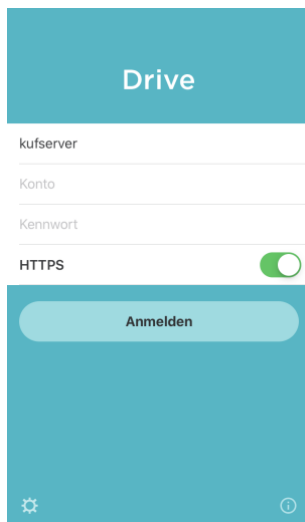 Drive
kufserver
Konto
Kennwort
HTTPS
Anmelden